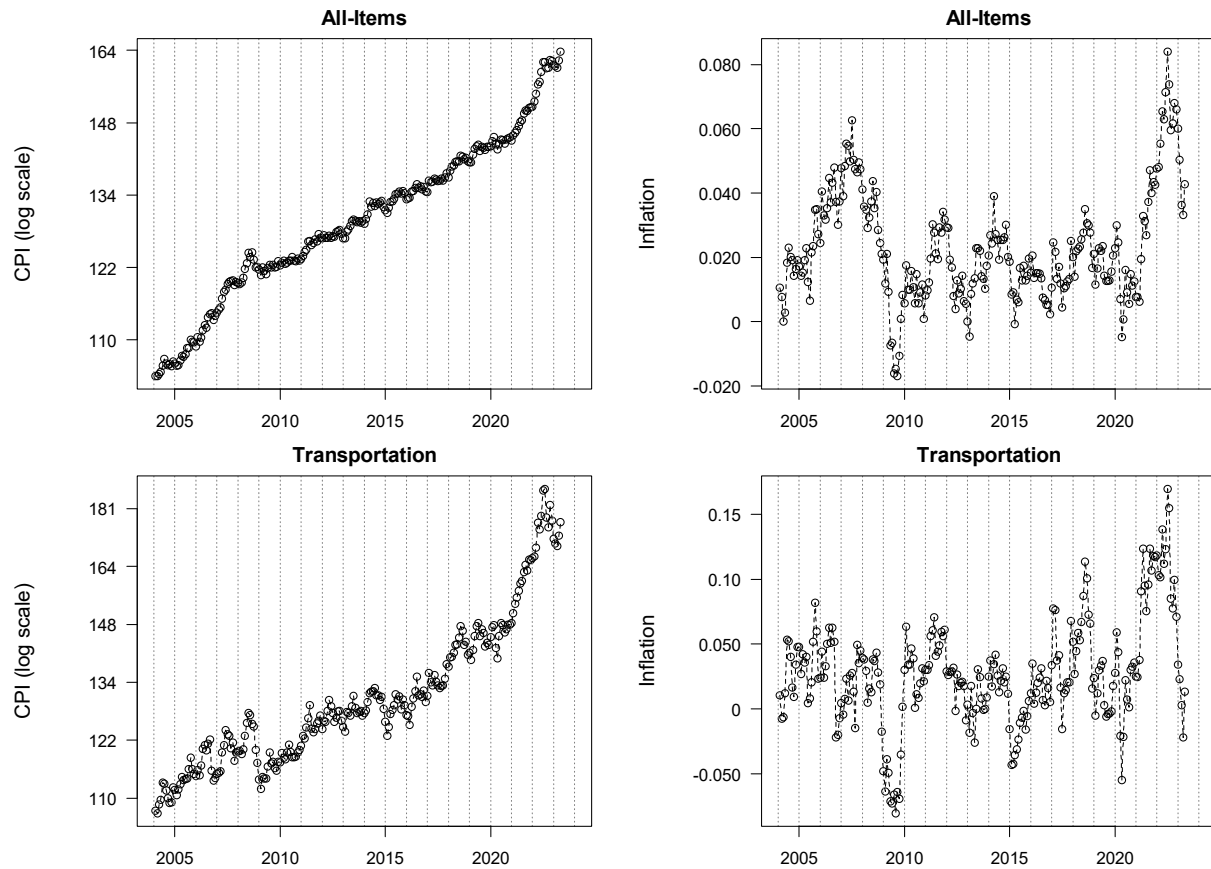 All-Items
CPI (log scale)
164
148
134
122
110
2005 2010 2015 2020
All-Items
Inflation
0.080
0.060
0.040
0.020
0
-0.020
2005 2010 2015 2020
Transportation
CPI (log scale)
181
164
148
134
122
110
2005 2010 2015 2020
Transportation
Inflation
0.15
0.10
0.050
0
-0.050
2005 2010 2015 2020